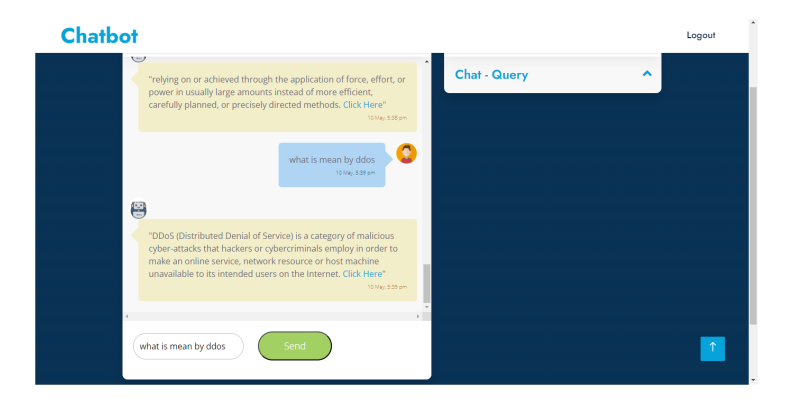 Chatbot
Logout
"relying on or achieved through the application of force, effort, or
power in usually large amounts instead of more efficient,
carefully planned, or precisely directed methods. Click Here"
10 May, 5:39 pm
what is mean by ddos
10 May, 5:39 pm
"DDoS (Distributed Denial of Service) is a category of malicious
cyber-attacks that hackers or cybercriminals employ in order to
make an online service, network resource or host machine
unavailable to its intended users on the Internet. Click Here"
10 May, 5:39 pm
what is mean by ddos
Send
Chat - Query